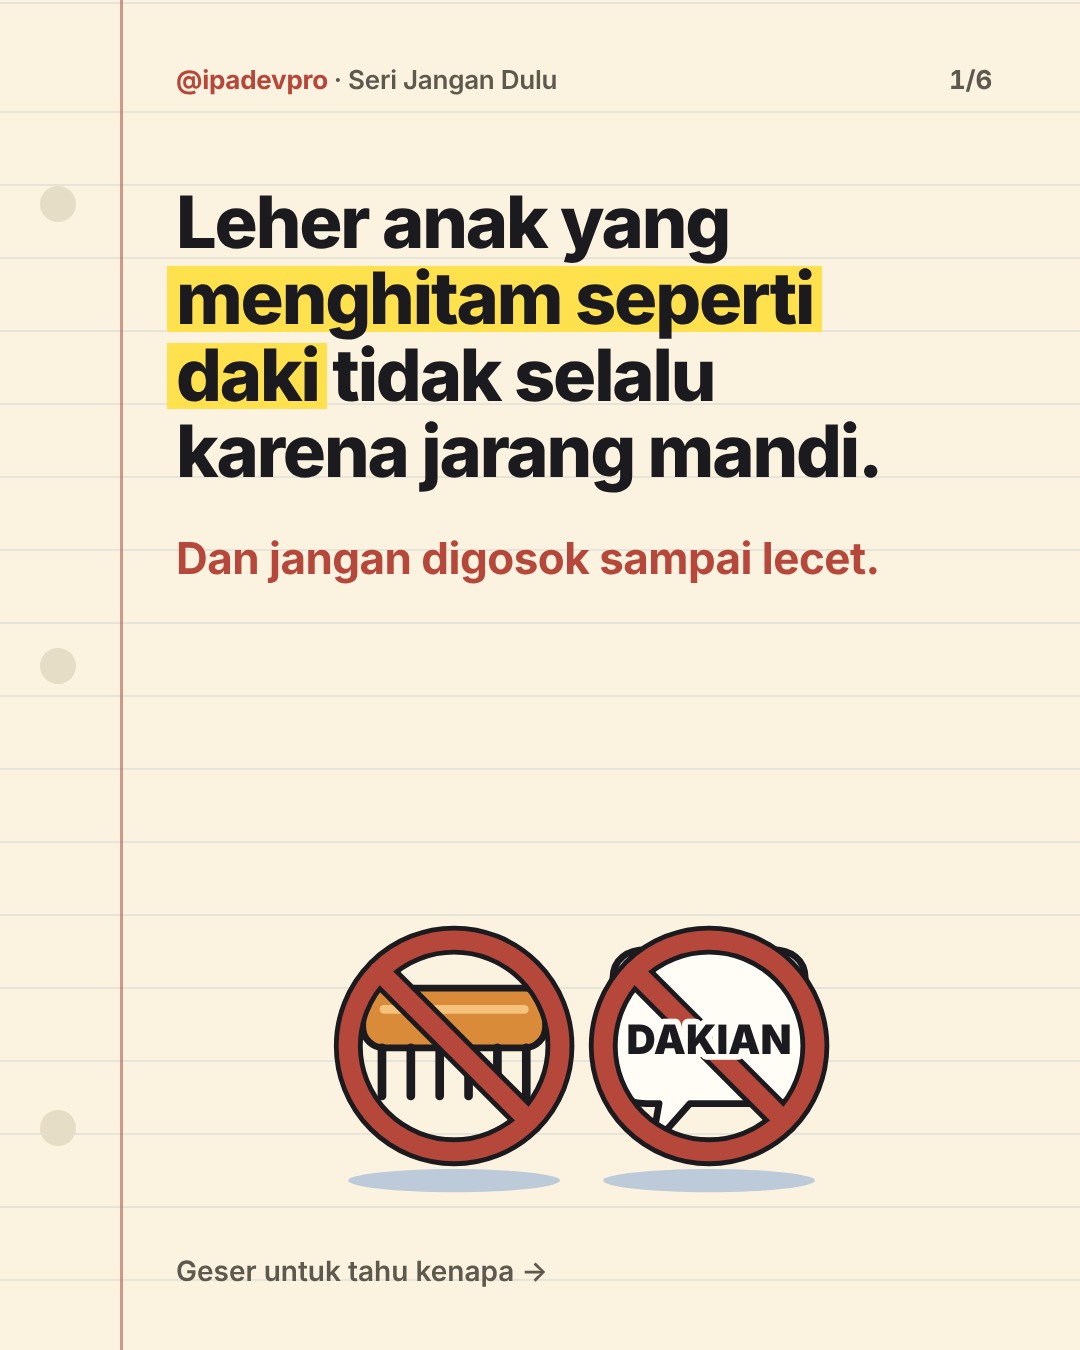 @ipadevpro · Seri Jangan Dulu
1/6
Leher anak yang
menghitam seperti
daki tidak selalu
karena jarang mandi.
Dan jangan digosok sampai lecet.
DAKIAN
Geser untuk tahu kenapa →